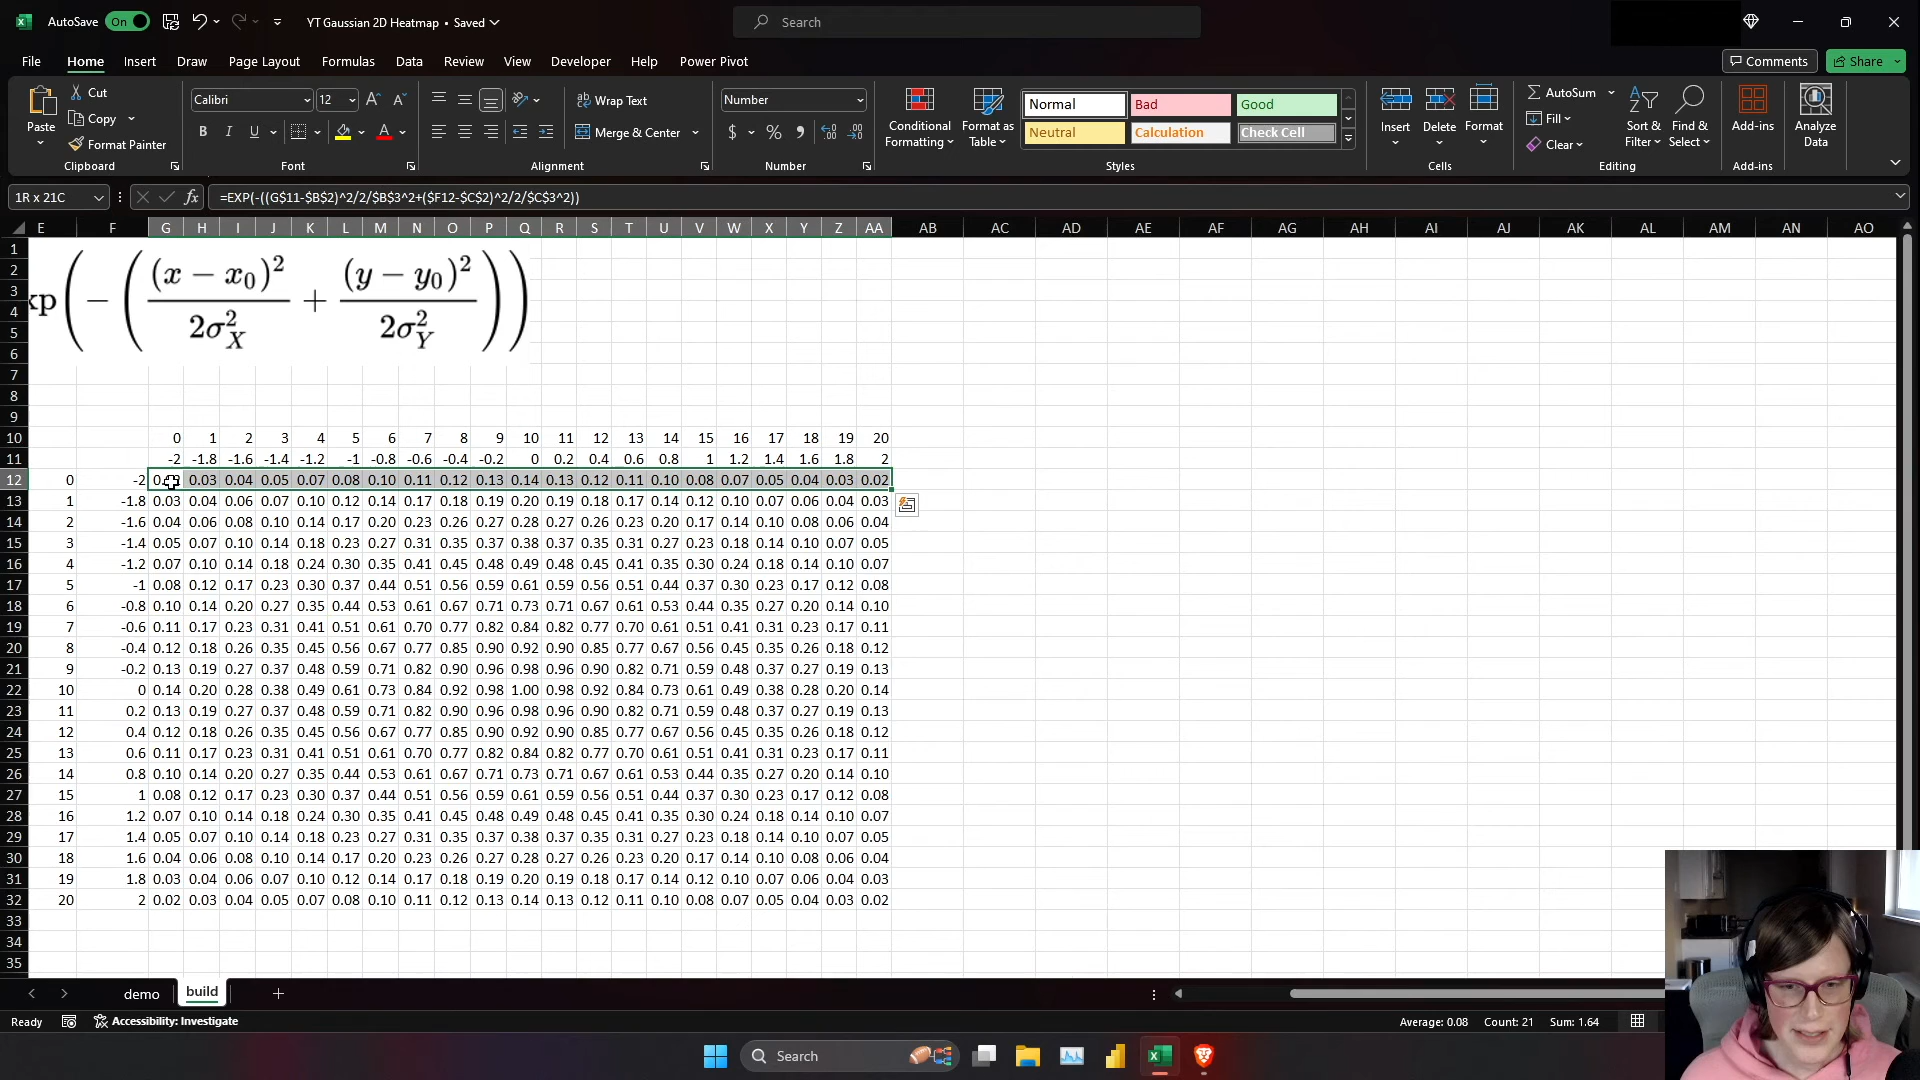 AutoSave On YT Gaussian 2D Heatmap • Saved Search
File Home Insert Draw Page Layout Formulas Data Review View Developer Help Power Pivot Comments Share
Paste Cut Copy Format Painter Clipboard
Calibri 12 B I U A Font
Wrap Text Merge & Center Alignment
Number $ % Number
Conditional Formatting Format as Table Normal Bad Good Neutral Calculation Check Cell Styles
Insert Delete Format Cells
AutoSum Fill Clear Sort & Filter Find & Select Editing
Add-ins Add-ins Analyze Data
1R x 21C fx =EXP(-((G$11-$B$2)^2/2/$B$3^2+($F12-$C$2)^2/2/$C$3^2))
E F G H I J K L M N O P Q R S T U V W X Y Z AA AB AC AD AE AF AG AH AI AJ AK AL AM AN AO
1
2
3
4
5
6
xp(−((x − x₀)²/2σ²_X + (y − y₀)²/2σ²_Y))
7
8
9
10 0 1 2 3 4 5 6 7 8 9 10 11 12 13 14 15 16 17 18 19 20
11 -2 -1.8 -1.6 -1.4 -1.2 -1 -0.8 -0.6 -0.4 -0.2 0 0.2 0.4 0.6 0.8 1 1.2 1.4 1.6 1.8 2
12 0 -2 0.03 0.04 0.05 0.07 0.08 0.10 0.11 0.12 0.13 0.14 0.13 0.12 0.11 0.10 0.08 0.07 0.05 0.04 0.03 0.02
13 1 -1.8 0.03 0.04 0.06 0.07 0.10 0.12 0.14 0.17 0.18 0.19 0.20 0.19 0.18 0.17 0.14 0.12 0.10 0.07 0.06 0.04 0.03
14 2 -1.6 0.04 0.06 0.08 0.10 0.14 0.17 0.20 0.23 0.26 0.27 0.28 0.27 0.26 0.23 0.20 0.17 0.14 0.10 0.08 0.06 0.04
15 3 -1.4 0.05 0.07 0.10 0.14 0.18 0.23 0.27 0.31 0.35 0.37 0.38 0.37 0.35 0.31 0.27 0.23 0.18 0.14 0.10 0.07 0.05
16 4 -1.2 0.07 0.10 0.14 0.18 0.24 0.30 0.35 0.41 0.45 0.48 0.49 0.48 0.45 0.41 0.35 0.30 0.24 0.18 0.14 0.10 0.07
17 5 -1 0.08 0.12 0.17 0.23 0.30 0.37 0.44 0.51 0.56 0.59 0.61 0.59 0.56 0.51 0.44 0.37 0.30 0.23 0.17 0.12 0.08
18 6 -0.8 0.10 0.14 0.20 0.27 0.35 0.44 0.53 0.61 0.67 0.71 0.73 0.71 0.67 0.61 0.53 0.44 0.35 0.27 0.20 0.14 0.10
19 7 -0.6 0.11 0.17 0.23 0.31 0.41 0.51 0.61 0.70 0.77 0.82 0.84 0.82 0.77 0.70 0.61 0.51 0.41 0.31 0.23 0.17 0.11
20 8 -0.4 0.12 0.18 0.26 0.35 0.45 0.56 0.67 0.77 0.85 0.90 0.92 0.90 0.85 0.77 0.67 0.56 0.45 0.35 0.26 0.18 0.12
21 9 -0.2 0.13 0.19 0.27 0.37 0.48 0.59 0.71 0.82 0.90 0.96 0.98 0.96 0.90 0.82 0.71 0.59 0.48 0.37 0.27 0.19 0.13
22 10 0 0.14 0.20 0.28 0.38 0.49 0.61 0.73 0.84 0.92 0.98 1.00 0.98 0.92 0.84 0.73 0.61 0.49 0.38 0.28 0.20 0.14
23 11 0.2 0.13 0.19 0.27 0.37 0.48 0.59 0.71 0.82 0.90 0.96 0.98 0.96 0.90 0.82 0.71 0.59 0.48 0.37 0.27 0.19 0.13
24 12 0.4 0.12 0.18 0.26 0.35 0.45 0.56 0.67 0.77 0.85 0.90 0.92 0.90 0.85 0.77 0.67 0.56 0.45 0.35 0.26 0.18 0.12
25 13 0.6 0.11 0.17 0.23 0.31 0.41 0.51 0.61 0.70 0.77 0.82 0.84 0.82 0.77 0.70 0.61 0.51 0.41 0.31 0.23 0.17 0.11
26 14 0.8 0.10 0.14 0.20 0.27 0.35 0.44 0.53 0.61 0.67 0.71 0.73 0.71 0.67 0.61 0.53 0.44 0.35 0.27 0.20 0.14 0.10
27 15 1 0.08 0.12 0.17 0.23 0.30 0.37 0.44 0.51 0.56 0.59 0.61 0.59 0.56 0.51 0.44 0.37 0.30 0.23 0.17 0.12 0.08
28 16 1.2 0.07 0.10 0.14 0.18 0.24 0.30 0.35 0.41 0.45 0.48 0.49 0.48 0.45 0.41 0.35 0.30 0.24 0.18 0.14 0.10 0.07
29 17 1.4 0.05 0.07 0.10 0.14 0.18 0.23 0.27 0.31 0.35 0.37 0.38 0.37 0.35 0.31 0.27 0.23 0.18 0.14 0.10 0.07 0.05
30 18 1.6 0.04 0.06 0.08 0.10 0.14 0.17 0.20 0.23 0.26 0.27 0.28 0.27 0.26 0.23 0.20 0.17 0.14 0.10 0.08 0.06 0.04
31 19 1.8 0.03 0.04 0.06 0.07 0.10 0.12 0.14 0.17 0.18 0.19 0.20 0.19 0.18 0.17 0.14 0.12 0.10 0.07 0.06 0.04 0.03
32 20 2 0.02 0.03 0.04 0.05 0.07 0.08 0.10 0.11 0.12 0.13 0.14 0.13 0.12 0.11 0.10 0.08 0.07 0.05 0.04 0.03 0.02
33
34
35
demo build
Ready Accessibility: Investigate Average: 0.08 Count: 21 Sum: 1.64
Search